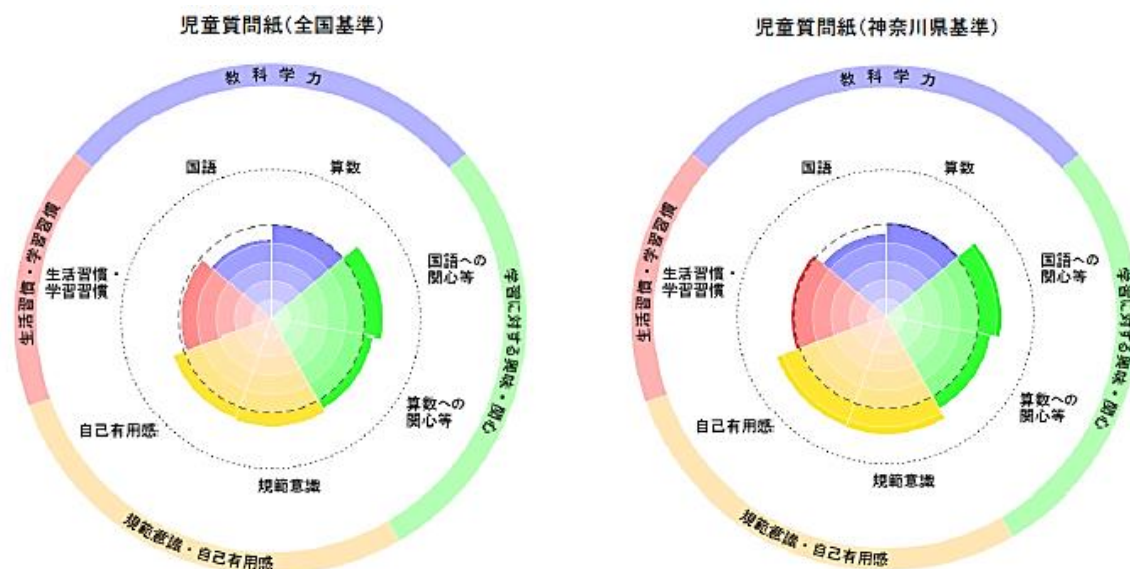 児童質問紙(全国基準)
教科学力
国語
算数
国語への
関心等
生活習慣・
学習習慣
生活習慣・学習習慣
学習に対する興味・関心
算数への
関心等
自己有用感
規範意識
規範意識・自己有用感
児童質問紙(神奈川県基準)
教科学力
国語
算数
国語への
関心等
生活習慣・
学習習慣
生活習慣・学習習慣
学習に対する興味・関心
算数への
関心等
自己有用感
規範意識
規範意識・自己有用感